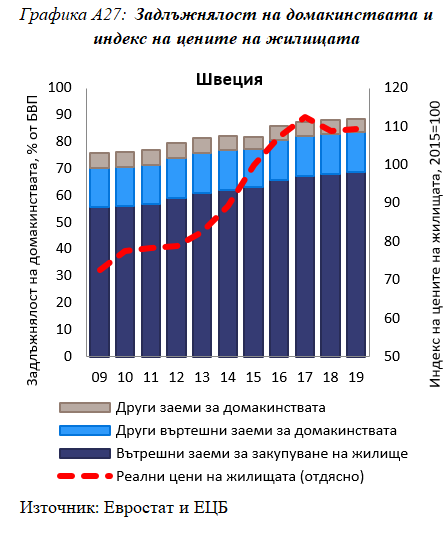 Графика А27: Задлъжнялост на домакинствата и
индекс на цените на жилищата
Швеция
Задлъжнялост на домакинствата, % от БВП
100
90
80
70
60
50
40
30
20
10
0
120
110
100
90
80
70
60
50
Индекс на цените на жилищата, 2015=100
09 10 11 12 13 14 15 16 17 18 19
Други заеми за домакинствата
Други въртешни заеми за домакинствата
Вътрешни заеми за закупуване на жилище
Реални цени на жилищата (отдясно)
Източник: Евростат и ЕЦБ